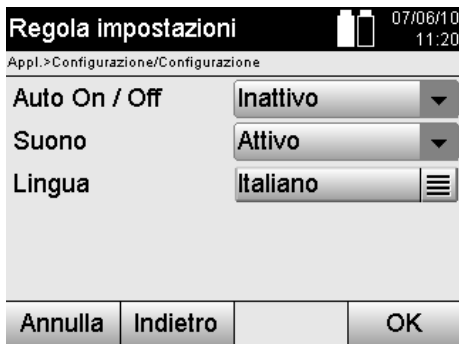 Regola impostazioni
07/06/10
11:20
Appl.>Configurazione/Configurazione
Auto On / Off Inattivo
Suono Attivo
Lingua Italiano
Annulla Indietro OK